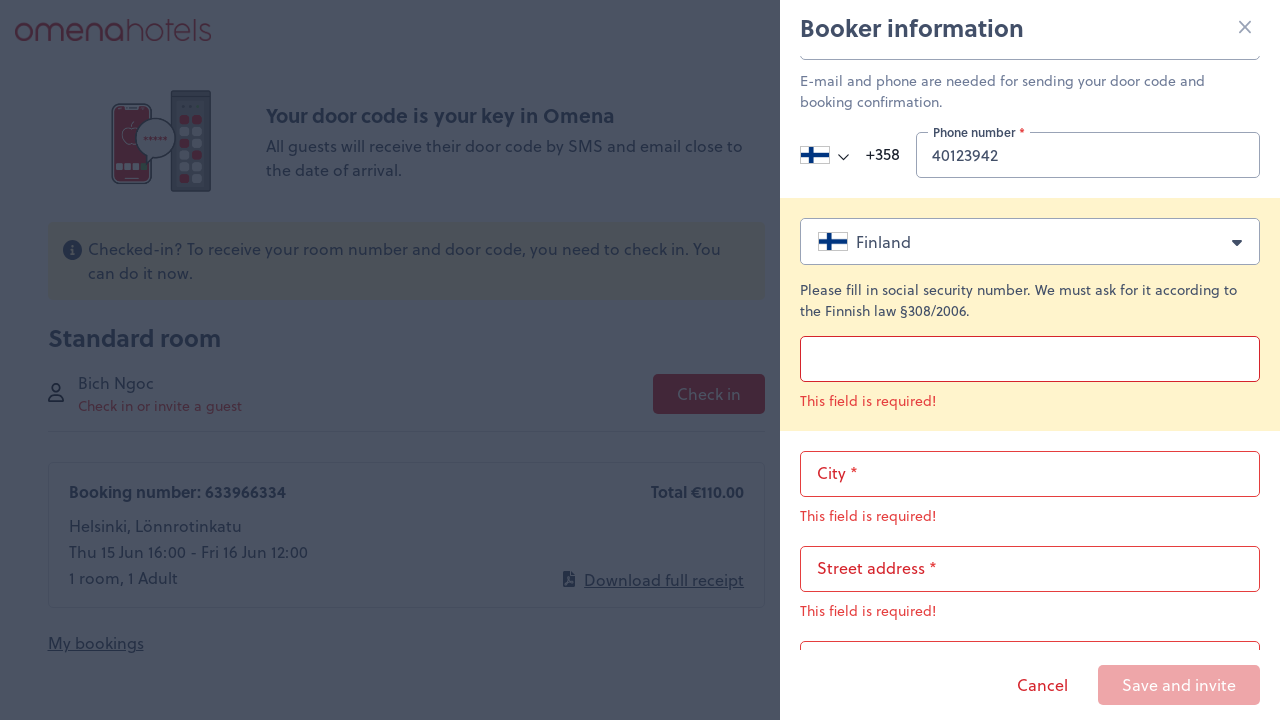 omenahotels
Your door code is your key in Omena
All guests will receive their door code by SMS and email close to
the date of arrival.
Checked-in? To receive your room number and door code, you need to check in. You
can do it now.
Standard room
Bich Ngoc
Check in or invite a guest
Check in
Booking number: 633966334
Total €110.00
Helsinki, Lönnrotinkatu
Thu 15 Jun 16:00 - Fri 16 Jun 12:00
1 room, 1 Adult
Download full receipt
My bookings
Booker information
E-mail and phone are needed for sending your door code and
booking confirmation.
Phone number *
+358
40123942
Finland
Please fill in social security number. We must ask for it according to
the Finnish law §308/2006.
This field is required!
City *
This field is required!
Street address *
This field is required!
Cancel
Save and invite